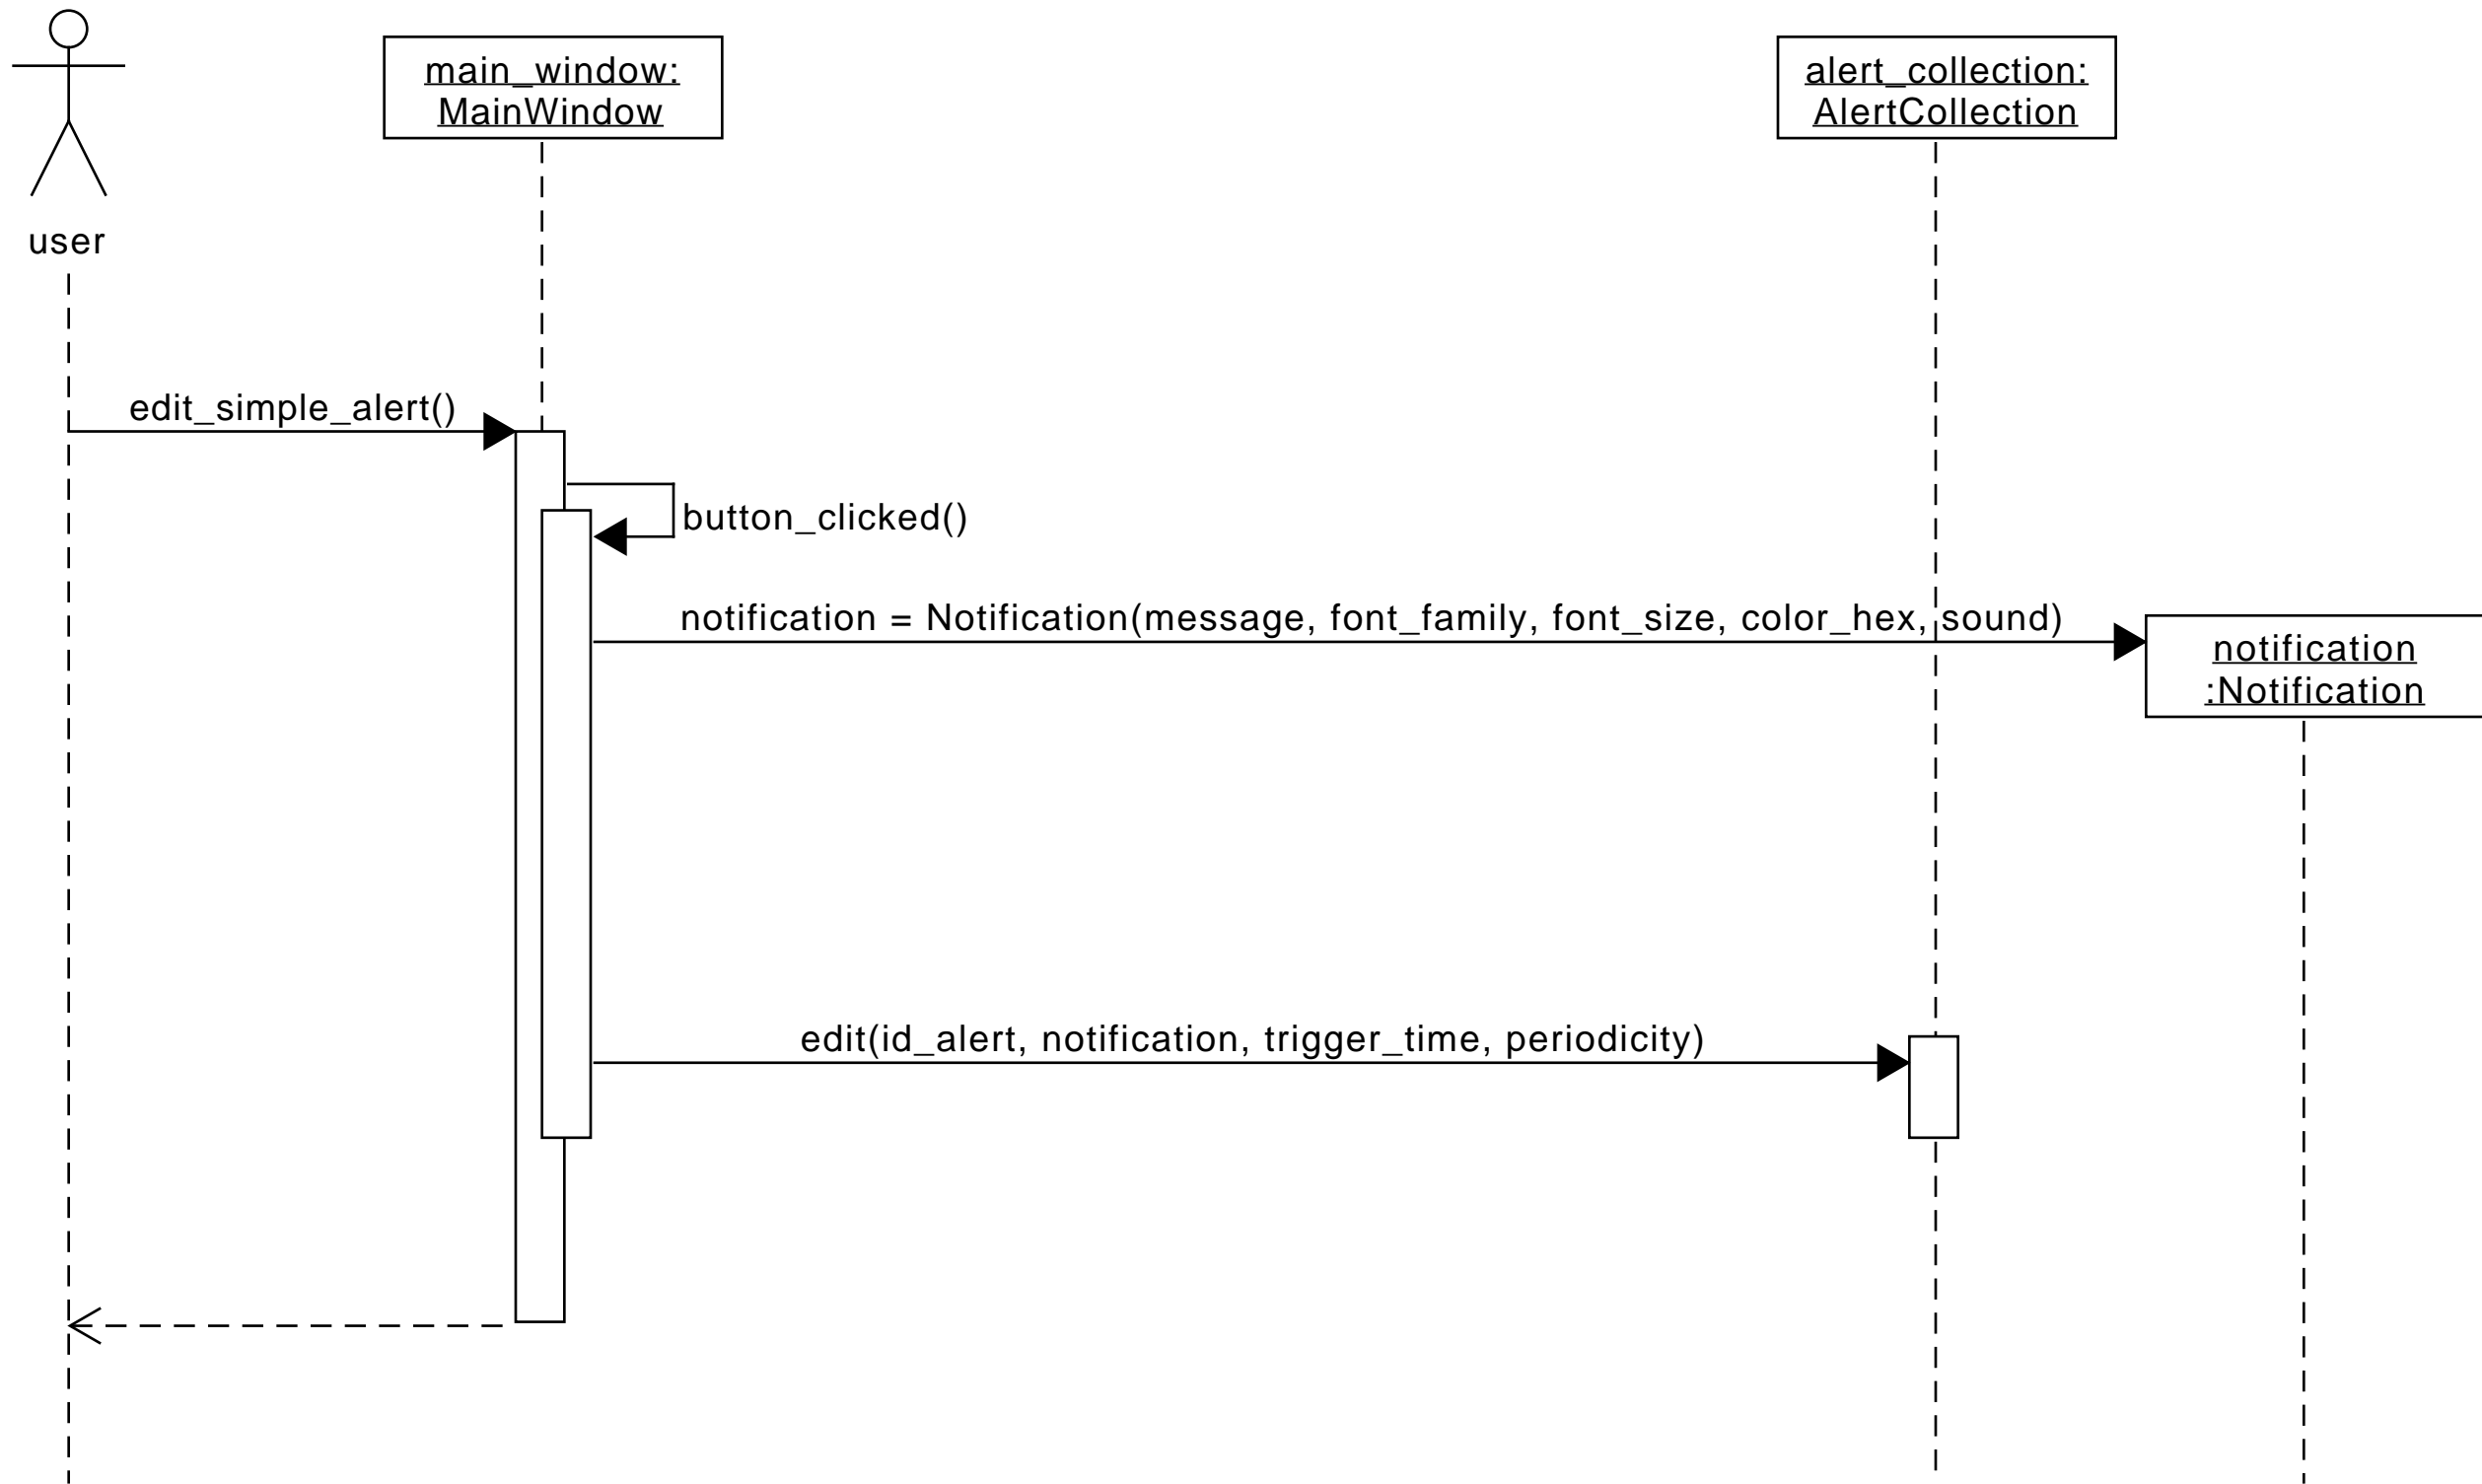 main_window:
MainWindow
alert_collection:
AlertCollection
user
edit_simple_alert()
button_clicked()
notification = Notification(message, font_family, font_size, color_hex, sound)
notification
:Notification
edit(id_alert, notification, trigger_time, periodicity)